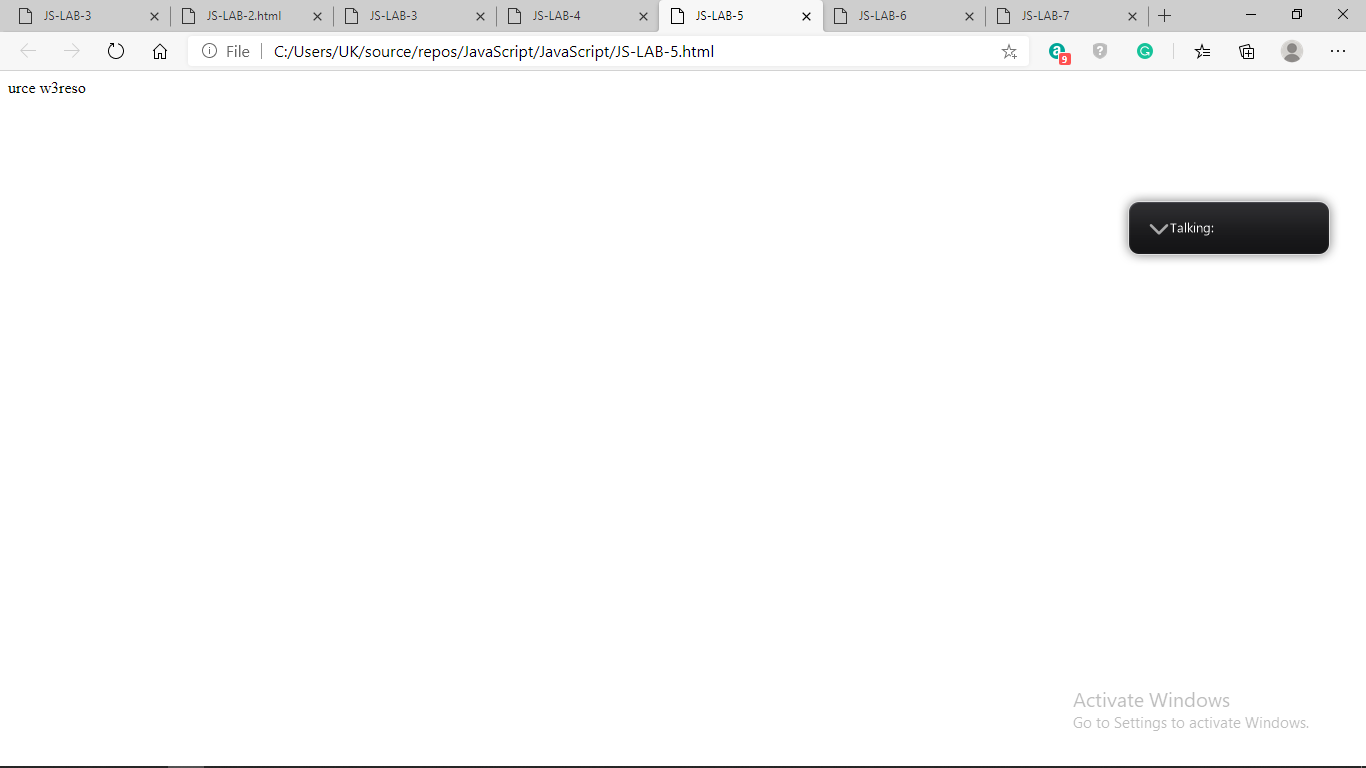 JS-LAB-3
JS-LAB-2.html
JS-LAB-3
JS-LAB-4
JS-LAB-5
JS-LAB-6
JS-LAB-7
File
C:/Users/UK/source/repos/JavaScript/JavaScript/JS-LAB-5.html
a
9
?
G
urce w3reso
Talking:
Activate Windows
Go to Settings to activate Windows.